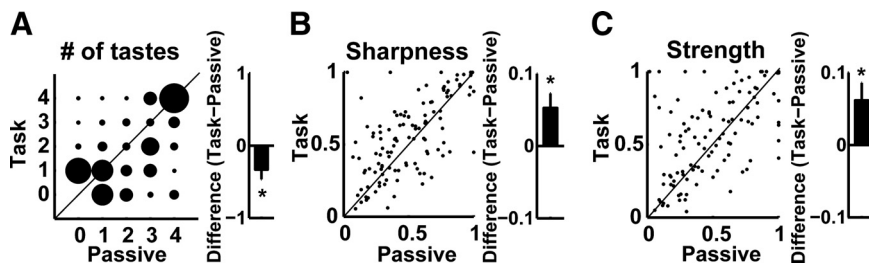 A
# of tastes
Task
4
3
2
1
0
0 1 2 3 4
Passive
Difference (Task–Passive)
1
0
−1
*
B
Sharpness
Task
1
0.5
0
0 0.5 1
Passive
Difference (Task–Passive)
0.1
0
−0.1
*
C
Strength
Task
1
0.5
0
0 0.5 1
Passive
Difference (Task–Passive)
0.1
0
−0.1
*